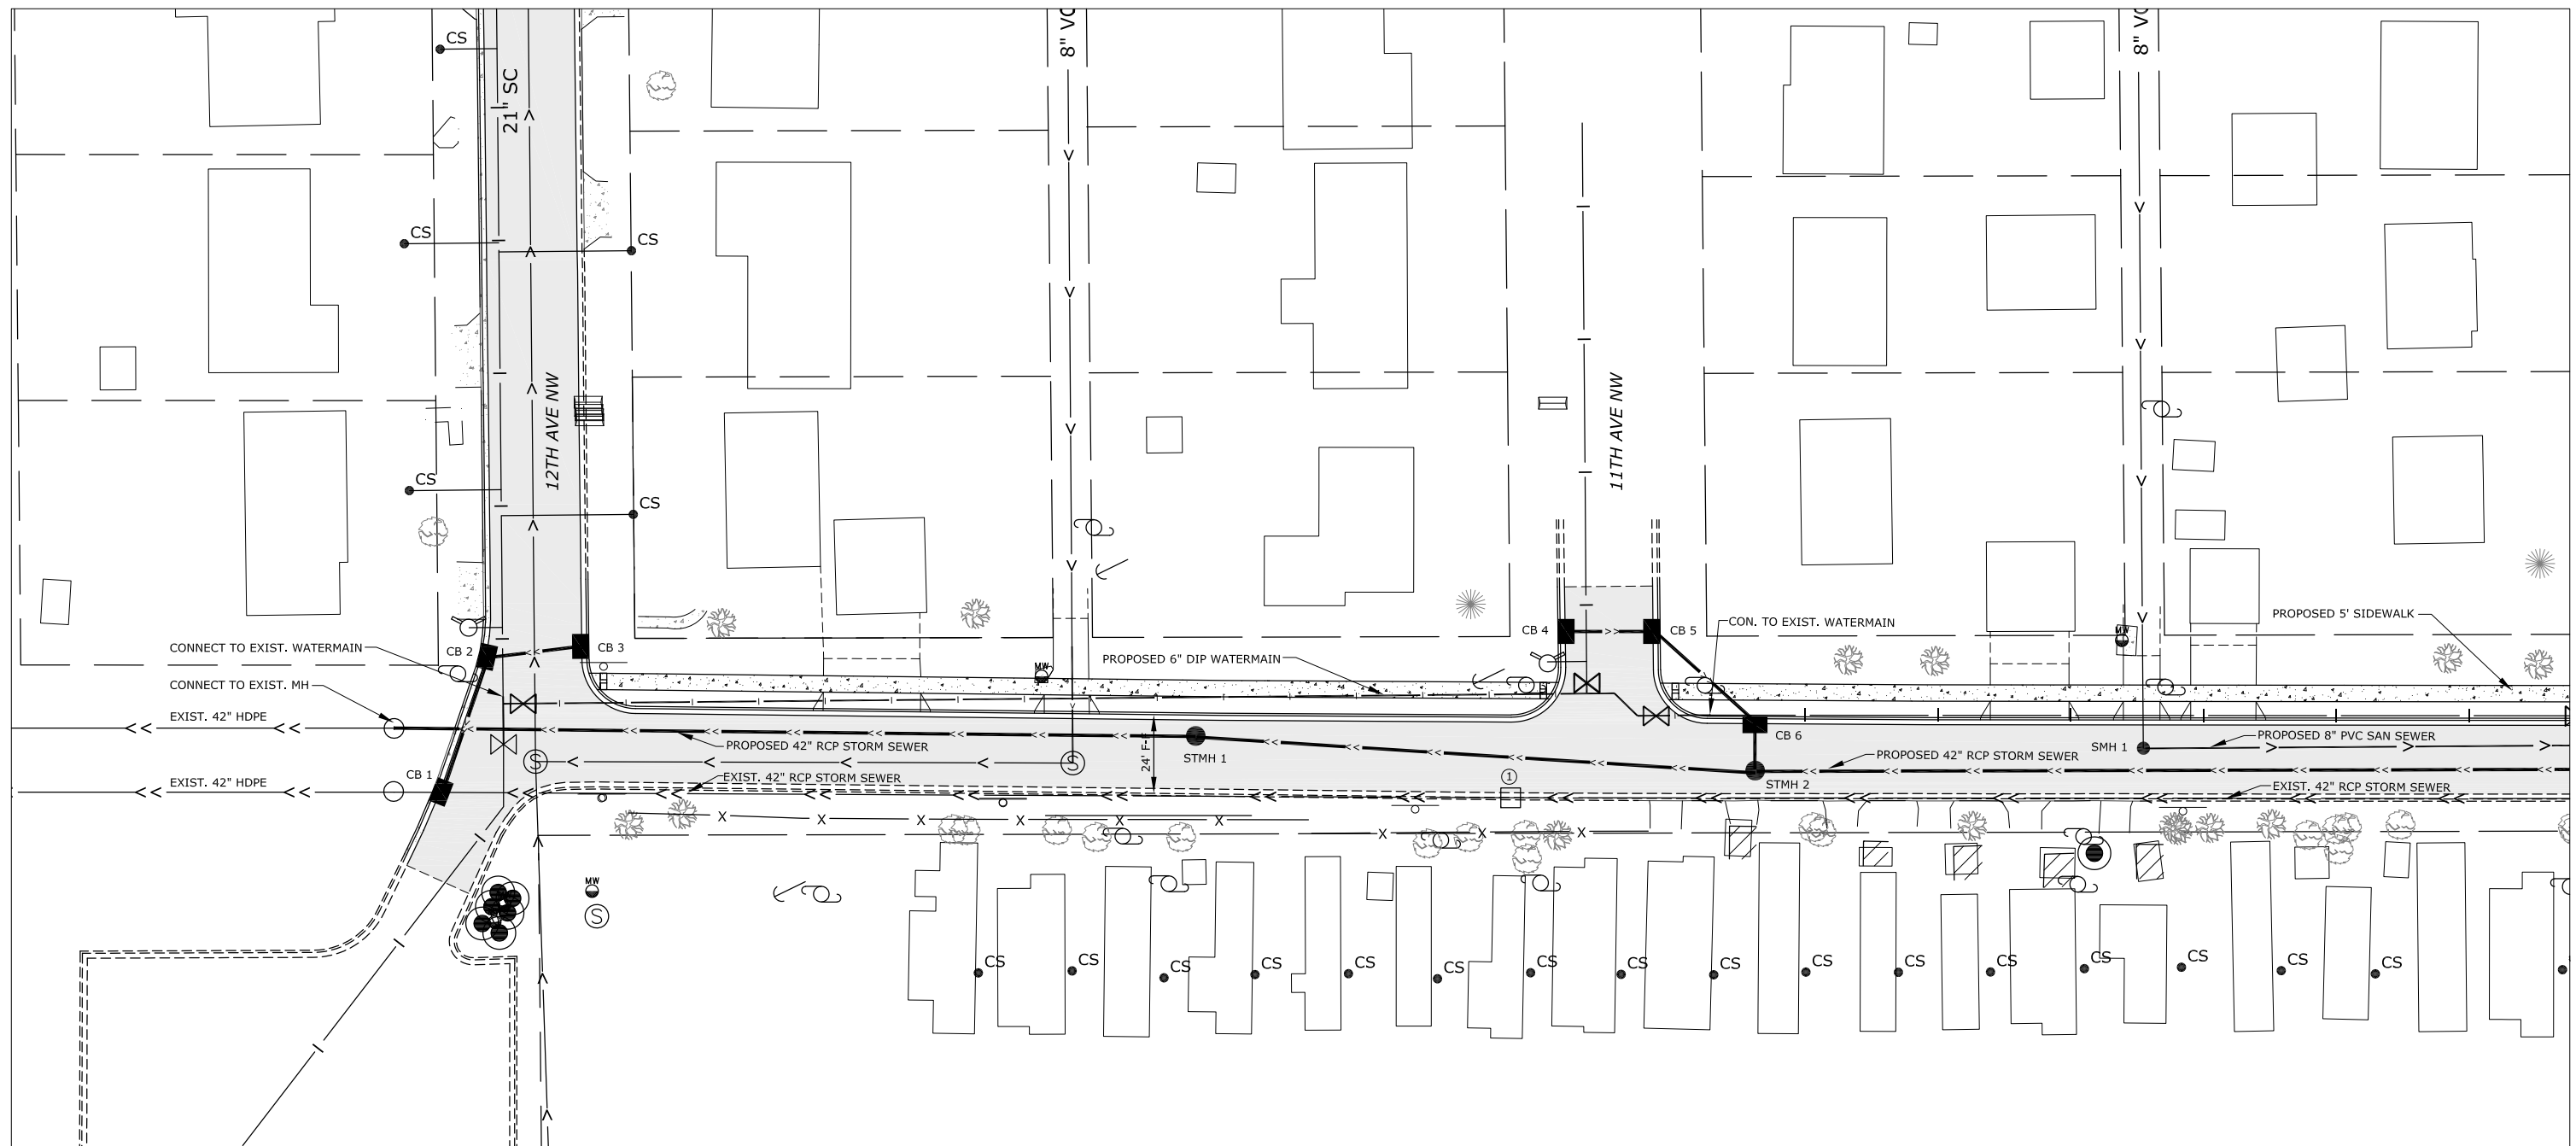 CS
21" SC
8" VC
8" VC
CS
CS
12TH AVE NW
11TH AVE NW
CS
CS
CONNECT TO EXIST. WATERMAIN
CB 2
CB 3
CB 4
CB 5
CON. TO EXIST. WATERMAIN
PROPOSED 5' SIDEWALK
MW
MW
PROPOSED 6" DIP WATERMAIN
CONNECT TO EXIST. MH
EXIST. 42" HDPE
PROPOSED 42" RCP STORM SEWER
STMH 1
24' F-F
CB 6
SMH 1
PROPOSED 8" PVC SAN SEWER
PROPOSED 42" RCP STORM SEWER
S
S
CB 1
EXIST. 42" HDPE
EXIST. 42" RCP STORM SEWER
1
STMH 2
EXIST. 42" RCP STORM SEWER
X X X X X X X X X
MW
S
CS CS CS CS CS CS CS CS CS CS CS CS CS CS CS CS